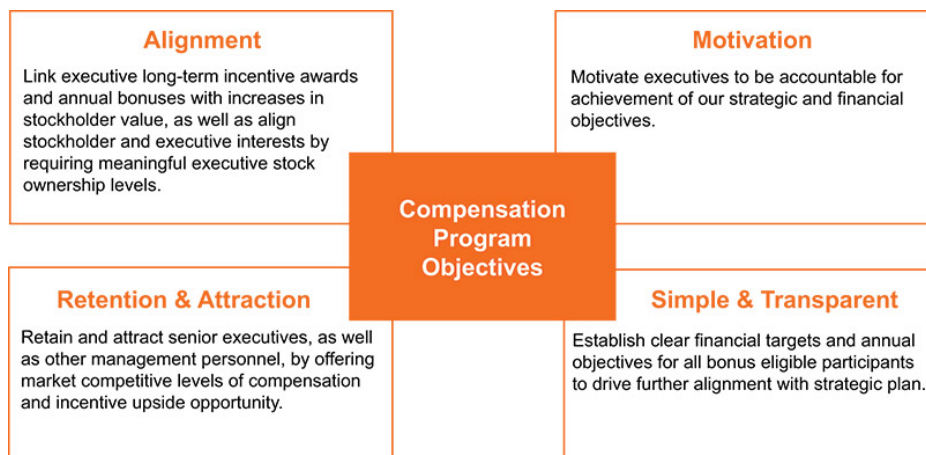 Alignment
Link executive long-term incentive awards
and annual bonuses with increases in
stockholder value, as well as align
stockholder and executive interests by
requiring meaningful executive stock
ownership levels.
Motivation
Motivate executives to be accountable for
achievement of our strategic and financial
objectives.
Compensation
Program
Objectives
Retention & Attraction
Retain and attract senior executives, as well
as other management personnel, by offering
market competitive levels of compensation
and incentive upside opportunity.
Simple & Transparent
Establish clear financial targets and annual
objectives for all bonus eligible participants
to drive further alignment with strategic plan.